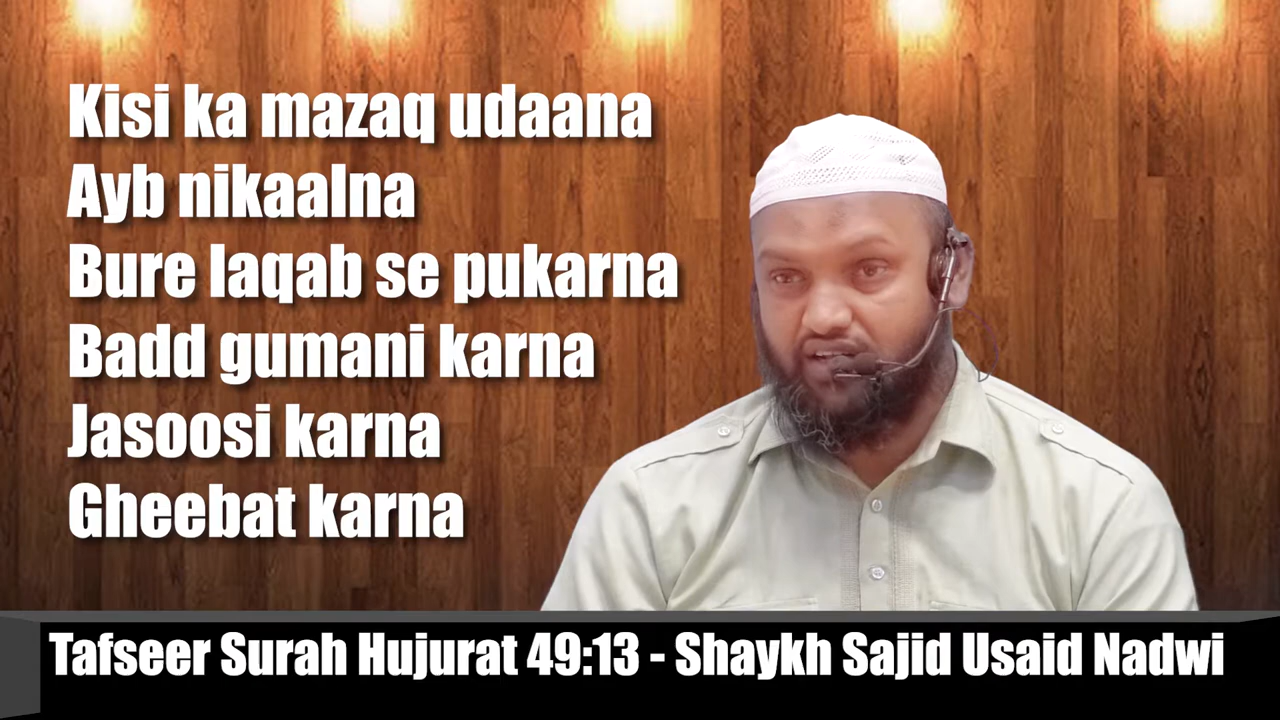 Kisi ka mazaq udaana
Ayb nikaalna
Bure laqab se pukarna
Badd gumani karna
Jasoosi karna
Gheebat karna
Tafseer Surah Hujurat 49:13 - Shaykh Sajid Usaid Nadwi